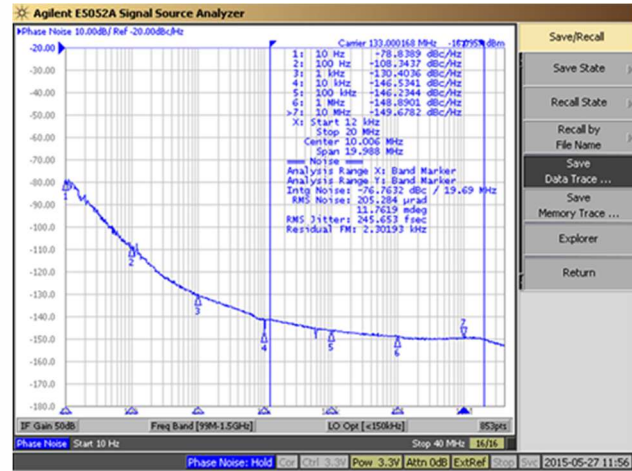 Agilent E5052A Signal Source Analyzer
Phase Noise 10.00dB/ Ref -20.00dBc/Hz
Carrier 133.000168 MHz dBm
1: 10 Hz -78.8389 dBc/Hz
2: 100 Hz -108.3437 dBc/Hz
3: 1 kHz -130.4036 dBc/Hz
4: 10 kHz -146.5341 dBc/Hz
5: 100 kHz -146.2344 dBc/Hz
6: 1 MHz -148.8901 dBc/Hz
>7: 10 MHz -149.6782 dBc/Hz
X: Start 12 kHz
Stop 20 MHz
Center 10.006 MHz
Span 19.988 MHz
=== Noise ===
Analysis Range X: Band Marker
Analysis Range Y: Band Marker
Intg Noise: -76.7632 dBc / 19.69 MHz
RMS Noise: 205.284 µrad
11.7619 mdeg
RMS Jitter: 245.653 fsec
Residual FM: 2.30193 kHz
-20.00
-30.00
-40.00
-50.00
-60.00
-70.00
-80.00
-90.00
-100.0
-110.0
-120.0
-130.0
-140.0
-150.0
-160.0
-170.0
-180.0
1
2
3
4
5
6
7
IF Gain 50dB
Freq Band [99M-1.5GHz]
LO Opt [<150kHz]
853pts
Phase Noise Start 10 Hz
Stop 40 MHz 16/16
Phase Noise: Hold Cor Ctrl 3.3V Pow 3.3V Attn 0dB ExtRef Stop Svc 2015-05-27 11:56
Save/Recall
Save State
Recall State
Recall by
File Name
Save
Data Trace ...
Save
Memory Trace ...
Explorer
Return